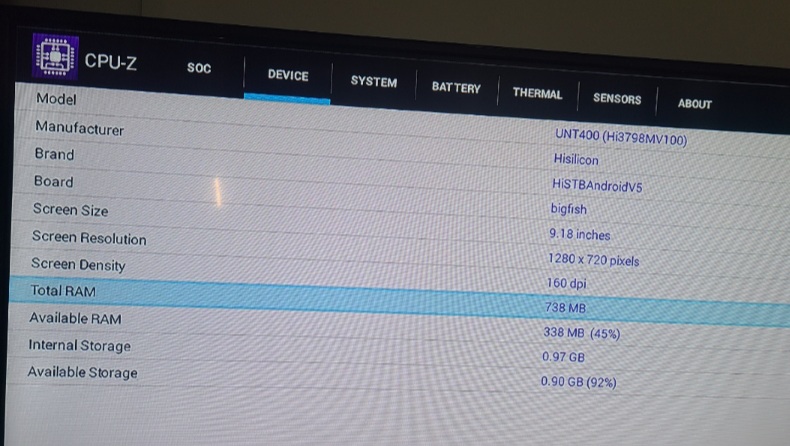 CPU-Z SOC DEVICE SYSTEM BATTERY THERMAL SENSORS ABOUT
Model UNT400 (Hi3798MV100)
Manufacturer Hisilicon
Brand HiSTBAndroidV5
Board bigfish
Screen Size 9.18 inches
Screen Resolution 1280 x 720 pixels
Screen Density 160 dpi
Total RAM 738 MB
Available RAM 338 MB (45%)
Internal Storage 0.97 GB
Available Storage 0.90 GB (92%)